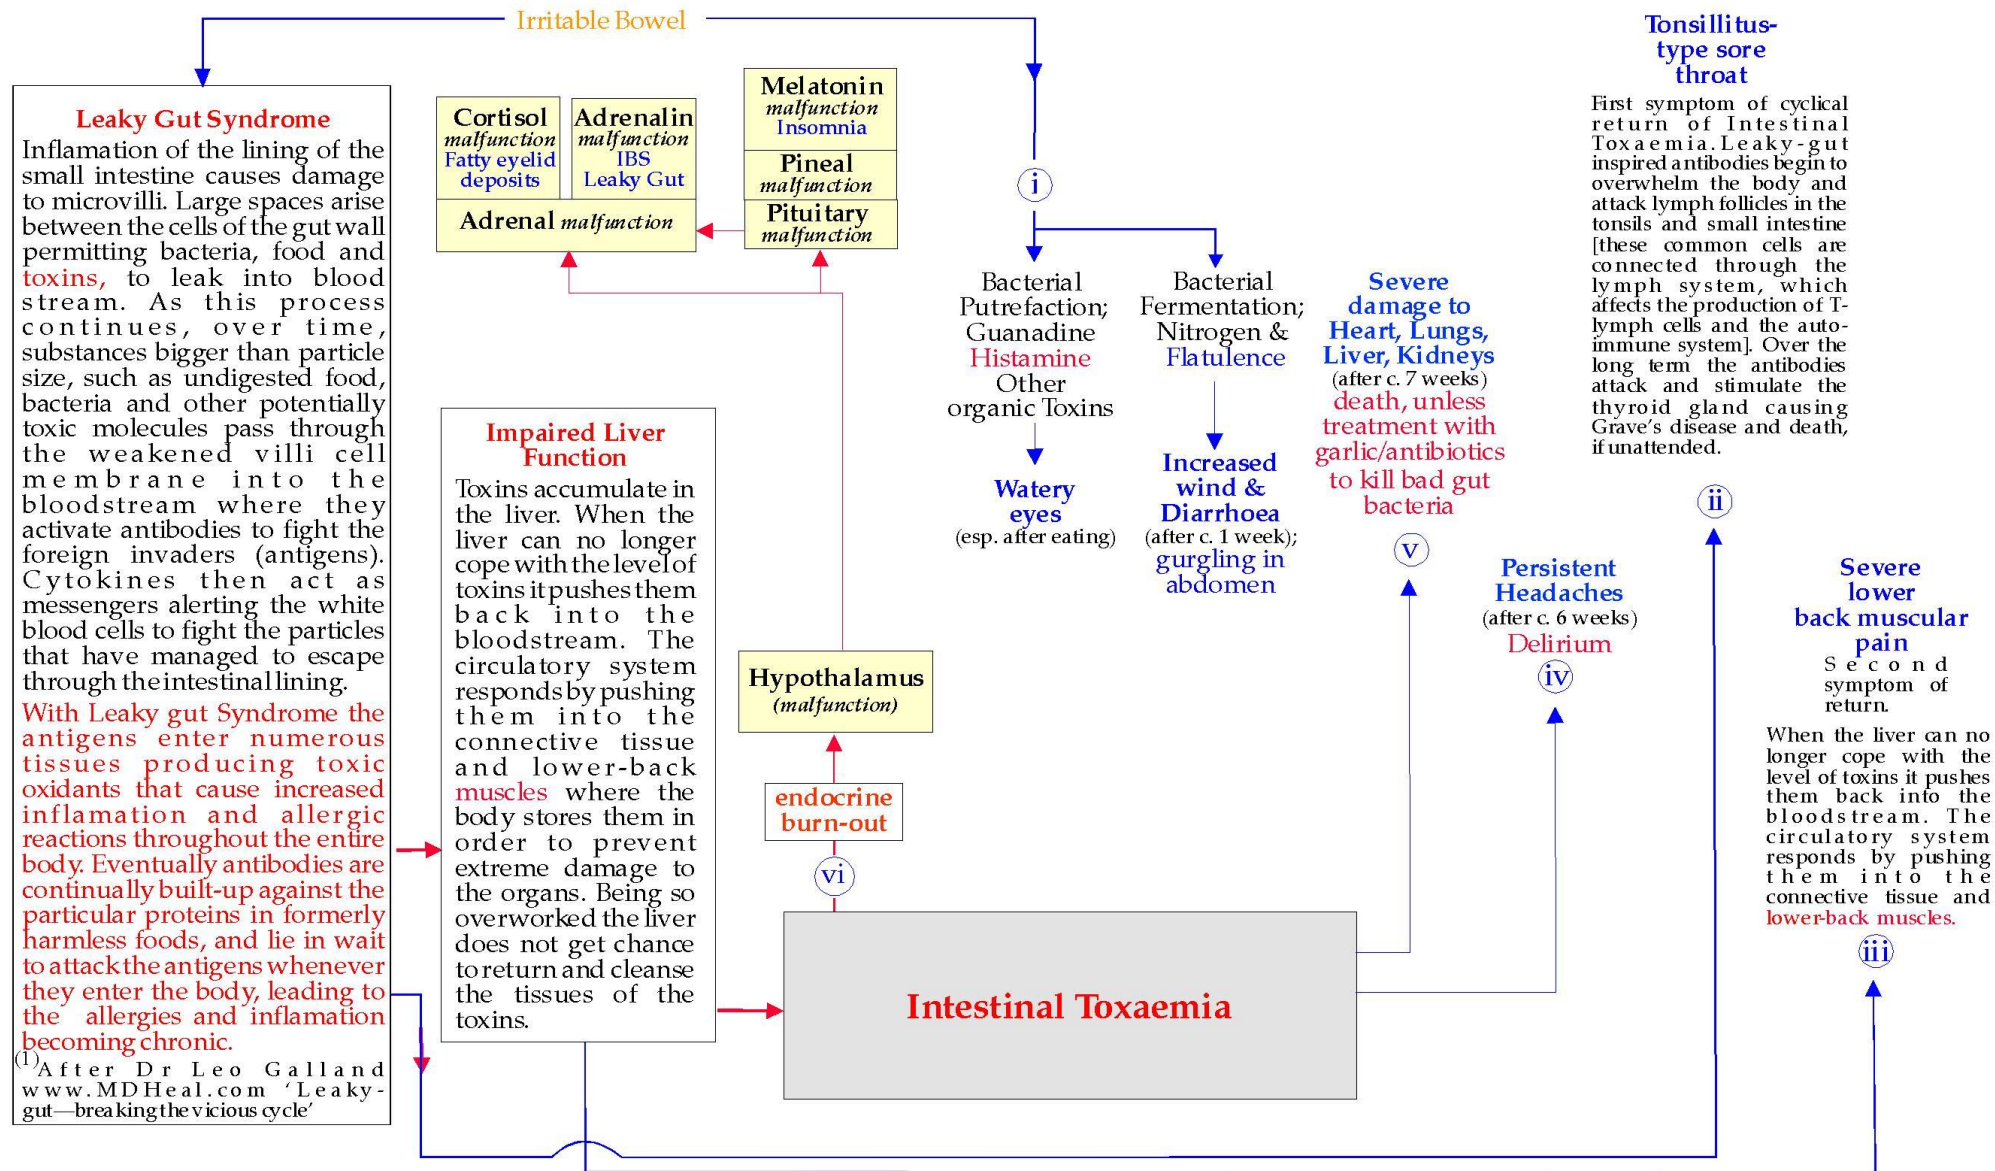 Irritable Bowel
Leaky Gut Syndrome
Inflamation of the lining of the
small intestine causes damage
to microvilli. Large spaces arise
between the cells of the gut wall
permitting bacteria, food and
toxins, to leak into blood
stream. As this process
continues, over time,
substances bigger than particle
size, such as undigested food,
bacteria and other potentially
toxic molecules pass through
the weakened villi cell
membrane into the
bloodstream where they
activate antibodies to fight the
foreign invaders (antigens).
Cytokines then act as
messengers alerting the white
blood cells to fight the particles
that have managed to escape
through the intestinal lining.
With Leaky gut Syndrome the
antigens enter numerous
tissues producing toxic
oxidants that cause increased
inflamation and allergic
reactions throughout the entire
body. Eventually antibodies are
continually built-up against the
particular proteins in formerly
harmless foods, and lie in wait
to attack the antigens whenever
they enter the body, leading to
the allergies and inflamation
becoming chronic.
(1) After Dr Leo Galland
www.MDHeal.com 'Leaky-
gut—breaking the vicious cycle'
Cortisol
malfunction
Fatty eyelid
deposits
Adrenalin
malfunction
IBS
Leaky Gut
Adrenal malfunction
Melatonin
malfunction
Insomnia
Pineal
malfunction
Pituitary
malfunction
Impaired Liver
Function
Toxins accumulate in
the liver. When the
liver can no longer
cope with the level of
toxins it pushes them
back into the
bloodstream. The
circulatory system
responds by pushing
them into the
connective tissue
and lower-back
muscles where the
body stores them in
order to prevent
extreme damage to
the organs. Being so
overworked the liver
does not get chance
to return and cleanse
the tissues of the
toxins.
Hypothalamus
(malfunction)
endocrine
burn-out
vi
Intestinal Toxaemia
i
Bacterial
Putrefaction;
Guanadine
Histamine
Other
organic Toxins
Watery
eyes
(esp. after eating)
Bacterial
Fermentation;
Nitrogen &
Flatulence
Increased
wind &
Diarrhoea
(after c. 1 week);
gurgling in
abdomen
Severe
damage to
Heart, Lungs,
Liver, Kidneys
(after c. 7 weeks)
death, unless
treatment with
garlic/antibiotics
to kill bad gut
bacteria
v
Persistent
Headaches
(after c. 6 weeks)
Delirium
iv
Tonsillitus-
type sore
throat
First symptom of cyclical
return of Intestinal
Toxaemia. Leaky-gut
inspired antibodies begin to
overwhelm the body and
attack lymph follicles in the
tonsils and small intestine
[these common cells are
connected through the
lymph system, which
affects the production of T-
lymph cells and the auto-
immune system]. Over the
long term the antibodies
attack and stimulate the
thyroid gland causing
Grave's disease and death,
if unattended.
ii
Severe
lower
back muscular
pain
Second
symptom of
return.
When the liver can no
longer cope with the
level of toxins it pushes
them back into the
bloodstream. The
circulatory system
responds by pushing
them into the
connective tissue and
lower-back muscles.
iii